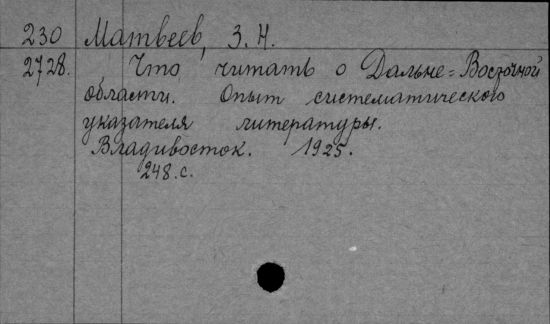 230 Матвеев, З. Н.
2728. Что читать о Дальне-Восточной
области. Опыт систематического
указателя литературы.
Владивосток. 1925.
248.с.